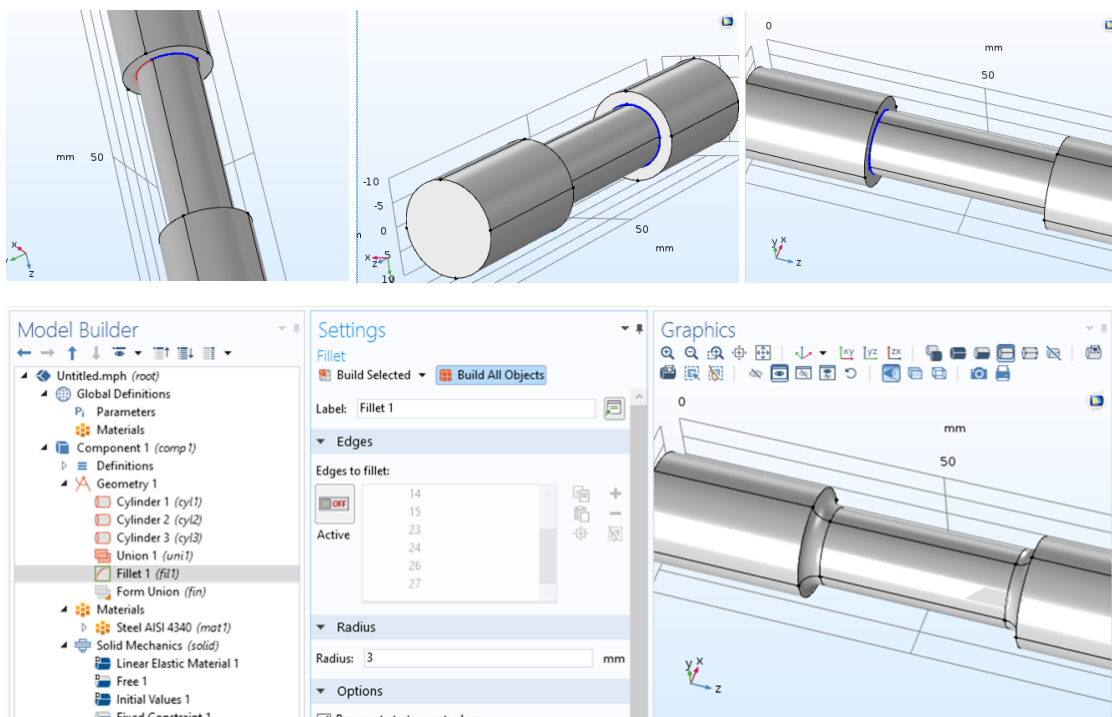 mm 50
x
y
z
-10
-5
0
5
10
50
mm
x
z
0
mm
50
y x
z
Model Builder
Untitled.mph (root)
Global Definitions
Pi Parameters
Materials
Component 1 (comp1)
Definitions
Geometry 1
Cylinder 1 (cyl1)
Cylinder 2 (cyl2)
Cylinder 3 (cyl3)
Union 1 (uni1)
Fillet 1 (fil1)
Form Union (fin)
Materials
Steel AISI 4340 (mat1)
Solid Mechanics (solid)
Linear Elastic Material 1
Free 1
Initial Values 1
Settings
Fillet
Build Selected
Build All Objects
Label: Fillet 1
Edges
Edges to fillet:
OFF
Active
14
15
23
24
26
27
Radius
Radius: 3 mm
Options
Graphics
xy yz zx
0
mm
50
y x
z